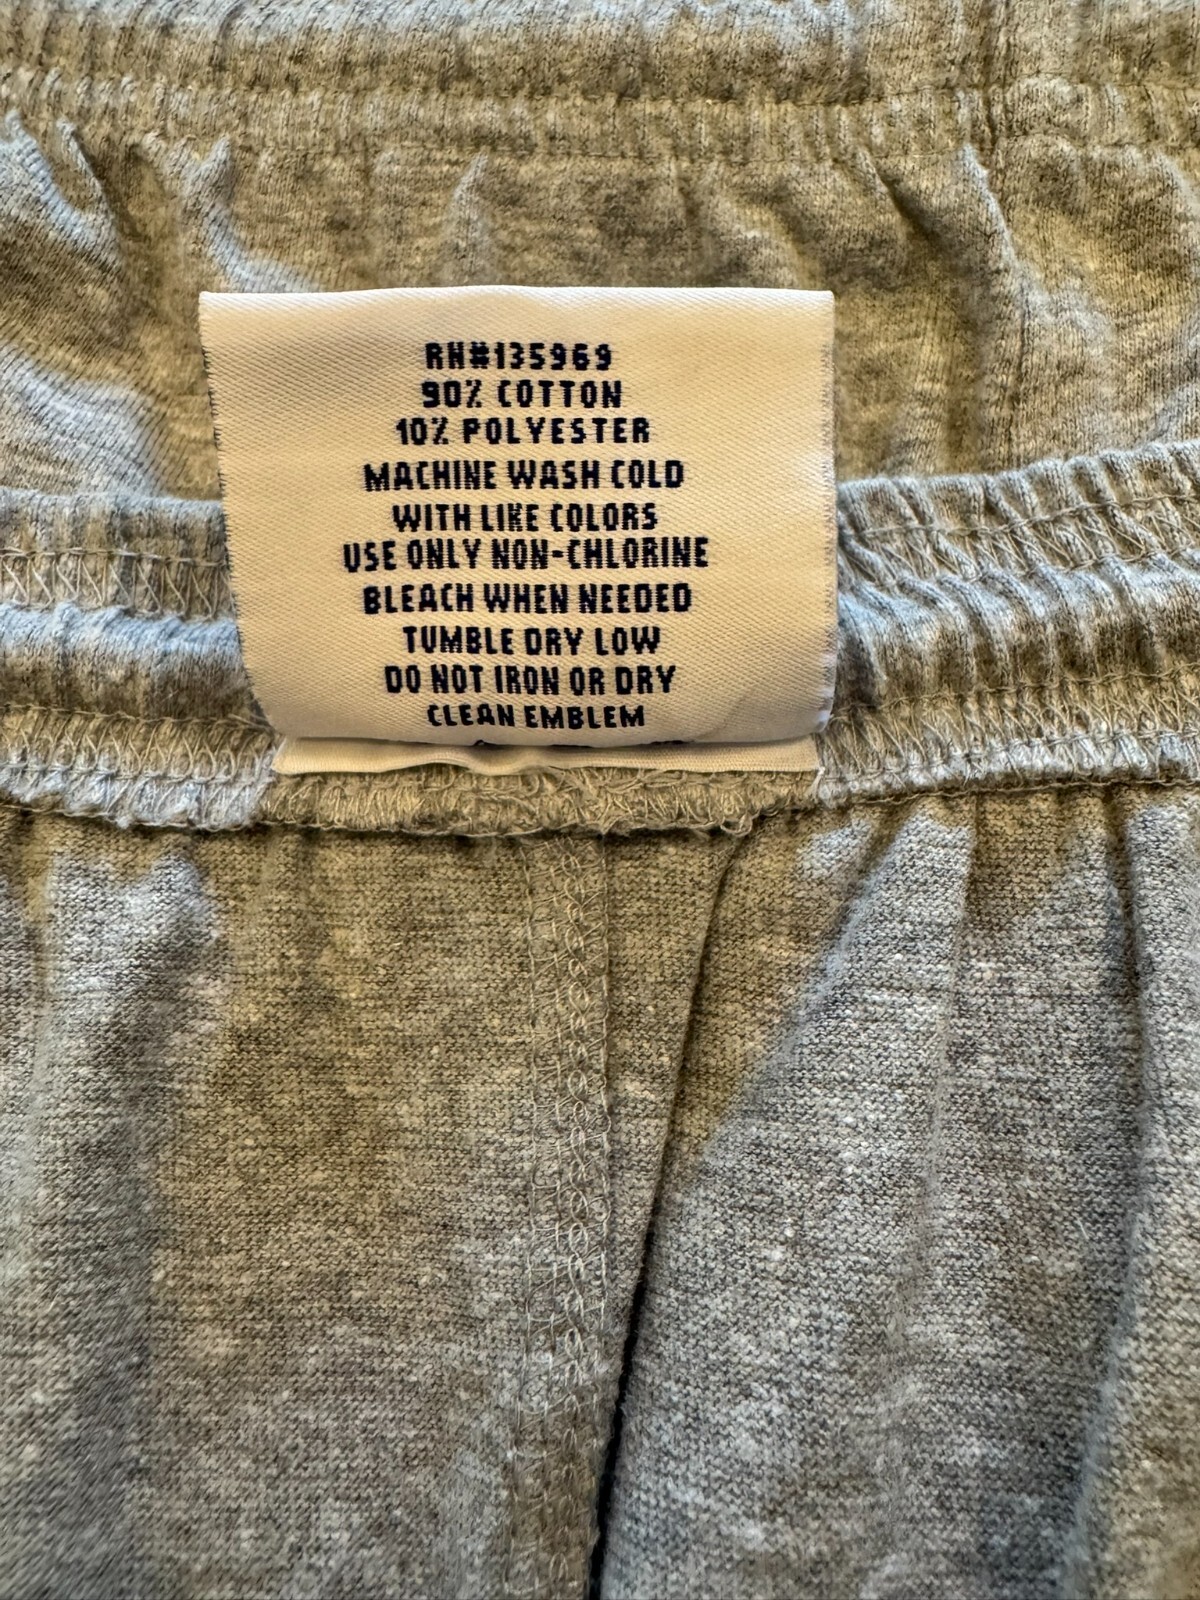 RN#135969
90% COTTON
10% POLYESTER
MACHINE WASH COLD
WITH LIKE COLORS
USE ONLY NON-CHLORINE
BLEACH WHEN NEEDED
TUMBLE DRY LOW
DO NOT IRON OR DRY
CLEAN EMBLEM